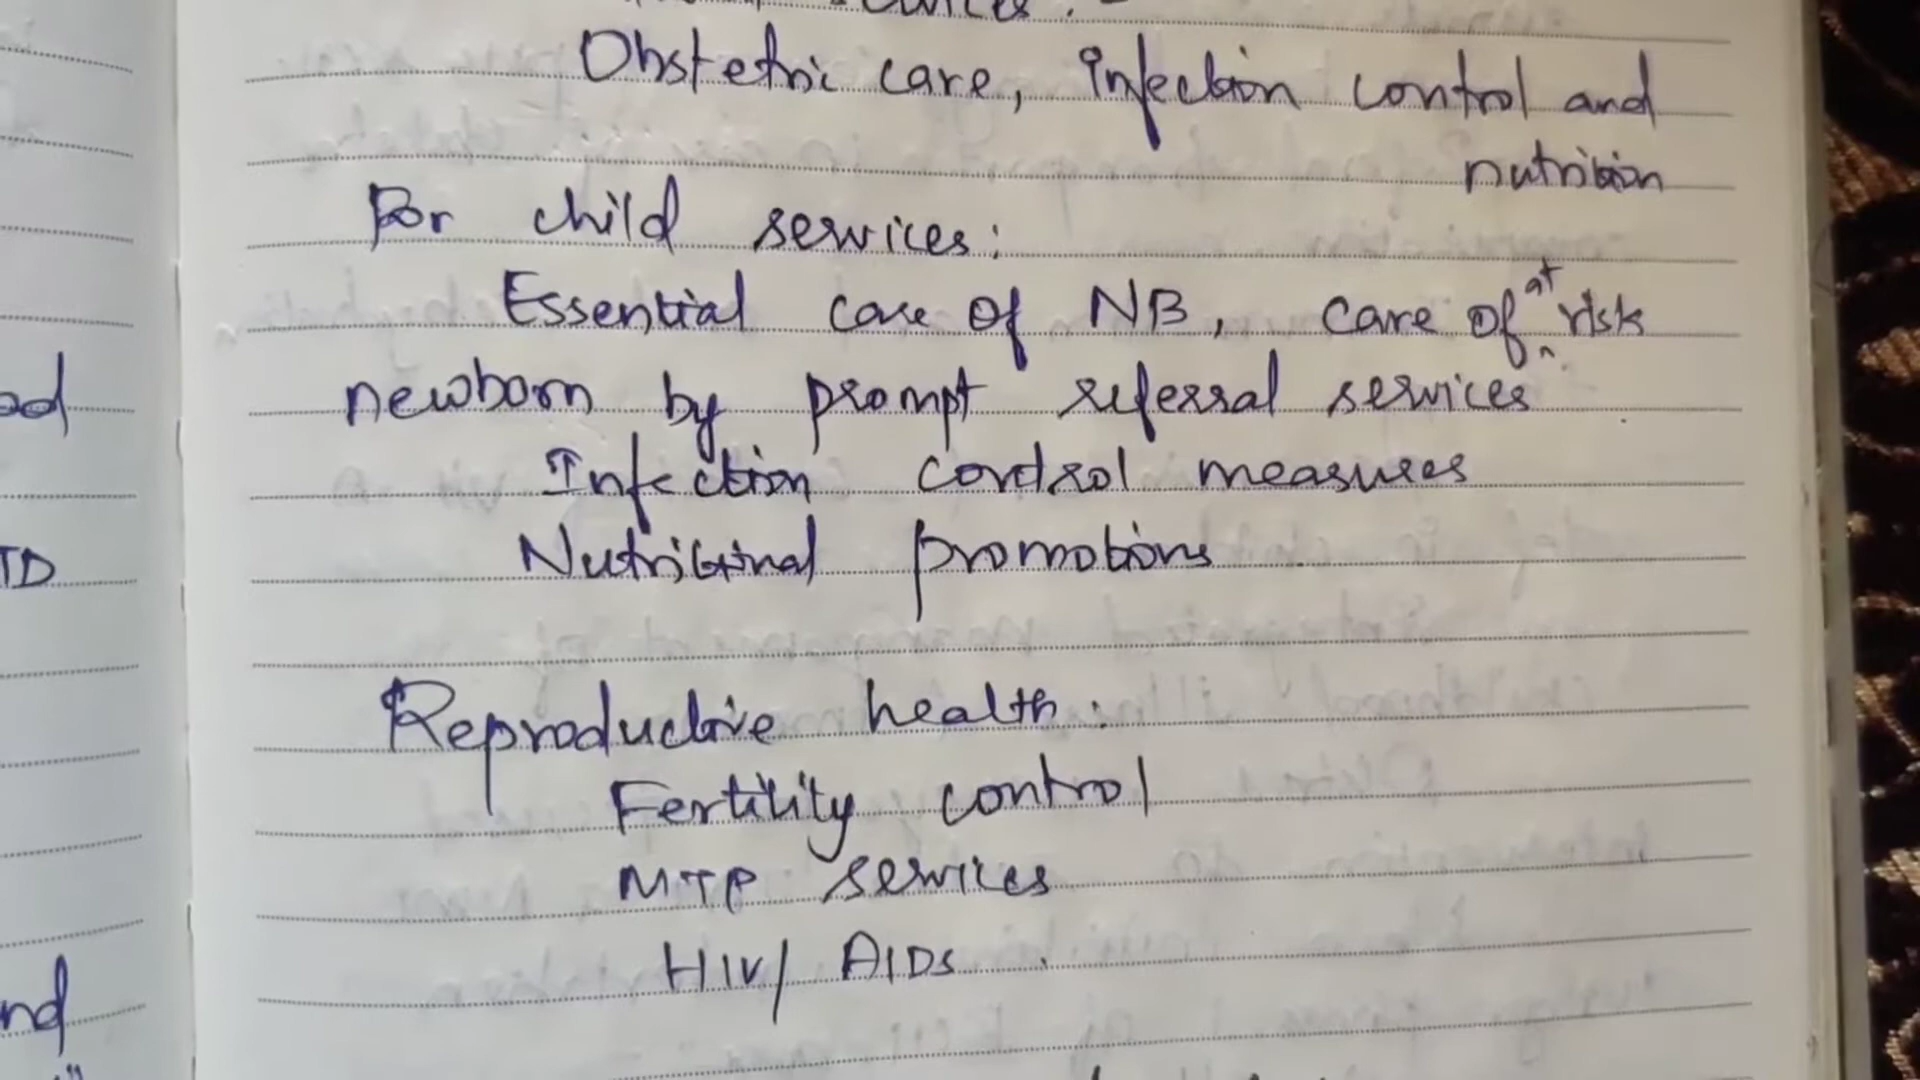 services :-
Obstetric care, infection control and
nutrition
For child services:
Essential care of NB, care of at risk
newborn by prompt referral services
Infection control measures
Nutritional promotions
Reproductive health:
Fertility control
MTP services
HIV/ AIDS